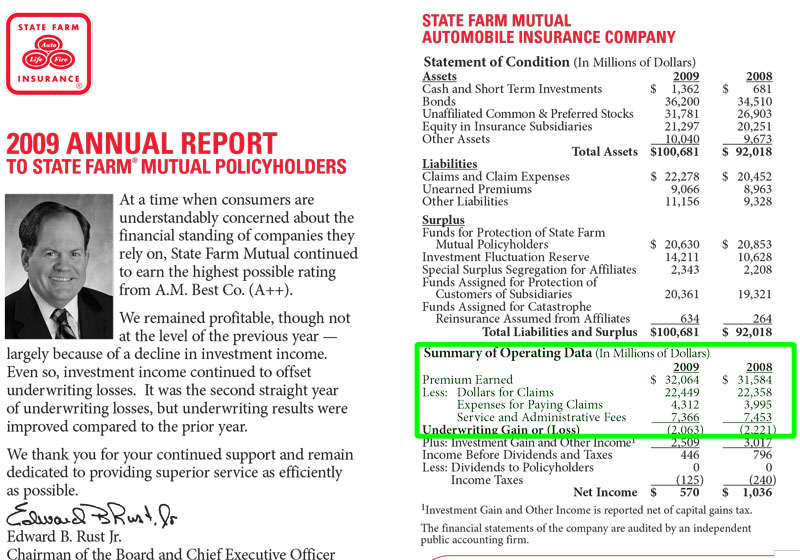 STATE FARM
Auto
Life Fire
INSURANCE®
2009 ANNUAL REPORT
TO STATE FARM® MUTUAL POLICYHOLDERS
At a time when consumers are
understandably concerned about the
financial standing of companies they
rely on, State Farm Mutual continued
to earn the highest possible rating
from A.M. Best Co. (A++).
We remained profitable, though not
at the level of the previous year —
largely because of a decline in investment income.
Even so, investment income continued to offset
underwriting losses. It was the second straight year
of underwriting losses, but underwriting results were
improved compared to the prior year.
We thank you for your continued support and remain
dedicated to providing superior service as efficiently
as possible.
Edward B Rust, Jr
Edward B. Rust Jr.
Chairman of the Board and Chief Executive Officer
STATE FARM MUTUAL
AUTOMOBILE INSURANCE COMPANY
Statement of Condition (In Millions of Dollars)
Assets 2009 2008
Cash and Short Term Investments $ 1,362 $ 681
Bonds 36,200 34,510
Unaffiliated Common & Preferred Stocks 31,781 26,903
Equity in Insurance Subsidiaries 21,297 20,251
Other Assets 10,040 9,673
Total Assets $100,681 $ 92,018
Liabilities
Claims and Claim Expenses $ 22,278 $ 20,452
Unearned Premiums 9,066 8,963
Other Liabilities 11,156 9,328
Surplus
Funds for Protection of State Farm
Mutual Policyholders $ 20,630 $ 20,853
Investment Fluctuation Reserve 14,211 10,628
Special Surplus Segregation for Affiliates 2,343 2,208
Funds Assigned for Protection of
Customers of Subsidiaries 20,361 19,321
Funds Assigned for Catastrophe
Reinsurance Assumed from Affiliates 634 264
Total Liabilities and Surplus $100,681 $ 92,018
Summary of Operating Data (In Millions of Dollars)
2009 2008
Premium Earned $ 32,064 $ 31,584
Less: Dollars for Claims 22,449 22,358
Expenses for Paying Claims 4,312 3,995
Service and Administrative Fees 7,366 7,453
Underwriting Gain or (Loss) (2,063) (2,221)
Plus: Investment Gain and Other Income¹ 2,509 3,017
Income Before Dividends and Taxes 446 796
Less: Dividends to Policyholders 0 0
Income Taxes (125) (240)
Net Income $ 570 $ 1,036
¹Investment Gain and Other Income is reported net of capital gains tax.
The financial statements of the company are audited by an independent
public accounting firm.